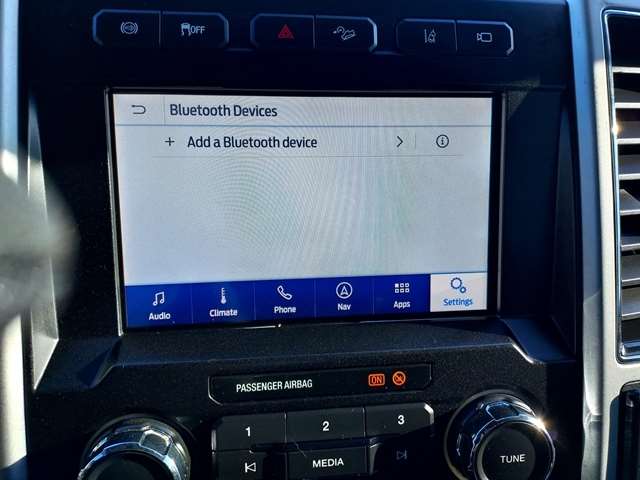 OFF
Bluetooth Devices
+ Add a Bluetooth device
Audio Climate Phone Nav Apps Settings
PASSENGER AIRBAG ON
1 2 3
MEDIA
TUNE